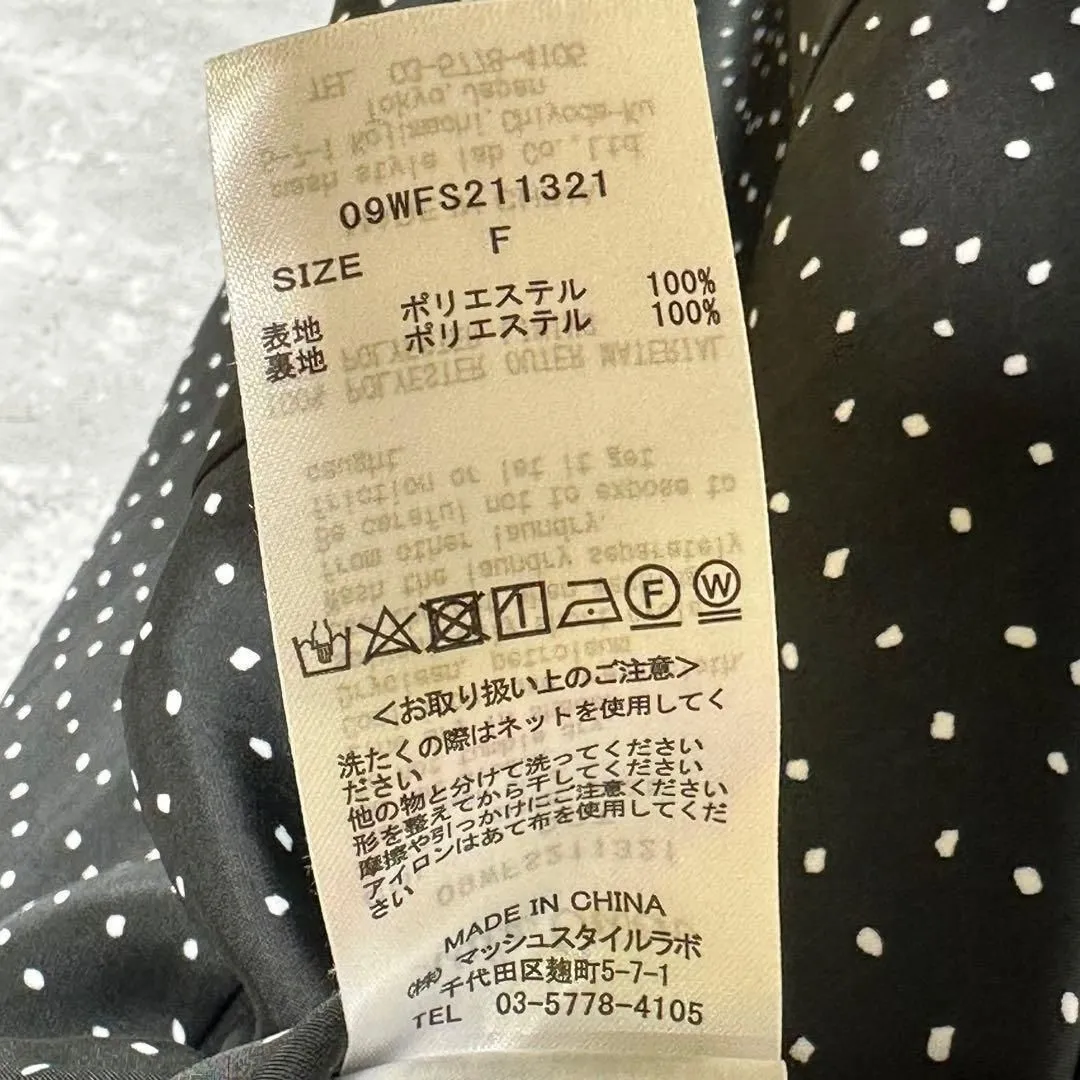 09WFS211321
SIZE F
表地 ポリエステル 100%
裏地 ポリエステル 100%
F W
<お取り扱い上のご注意>
洗たくの際はネットを使用してく
ださい
他の物と分けて洗ってください
形を整えてから干してください
摩擦や引っかけにご注意ください
アイロンはあて布を使用してくだ
さい
MADE IN CHINA
㈱マッシュスタイルラボ
千代田区麹町5-7-1
TEL 03-5778-4105